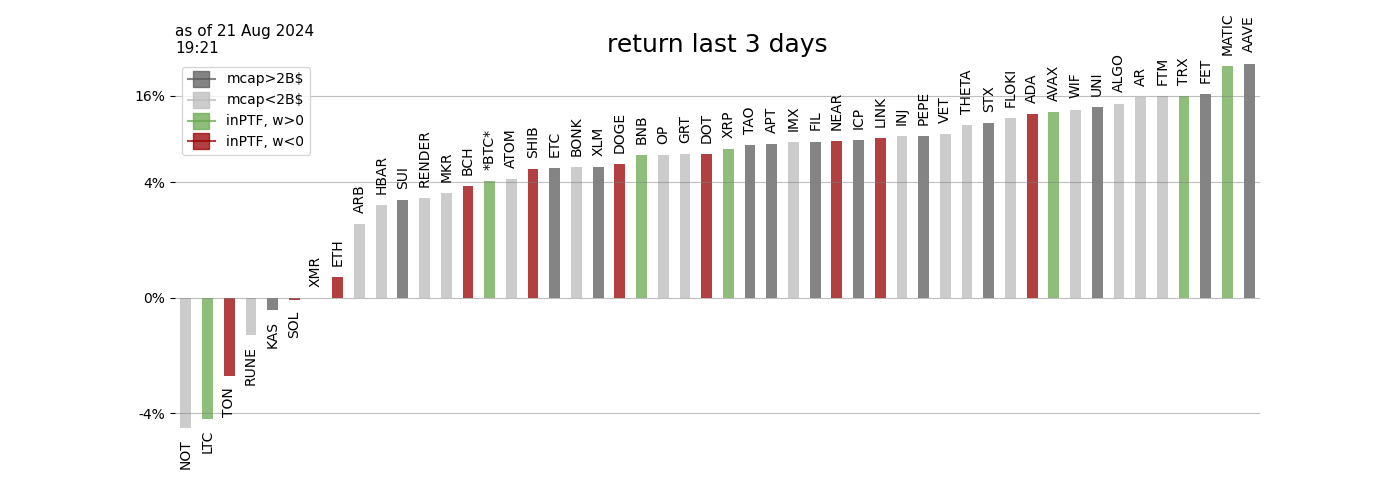 as of 21 Aug 2024
19:21
return last 3 days
mcap>2B$
mcap<2B$
inPTF, w>0
inPTF, w<0
16%
4%
0%
-4%
NOT
LTC
TON
RUNE
KAS
SOL
XMR
ETH
ARB
HBAR
SUI
RENDER
MKR
BCH
*BTC*
ATOM
SHIB
ETC
BONK
XLM
DOGE
BNB
OP
GRT
DOT
XRP
TAO
APT
IMX
FIL
NEAR
ICP
LINK
INJ
PEPE
VET
THETA
STX
FLOKI
ADA
AVAX
WIF
UNI
ALGO
AR
FTM
TRX
FET
MATIC
AAVE